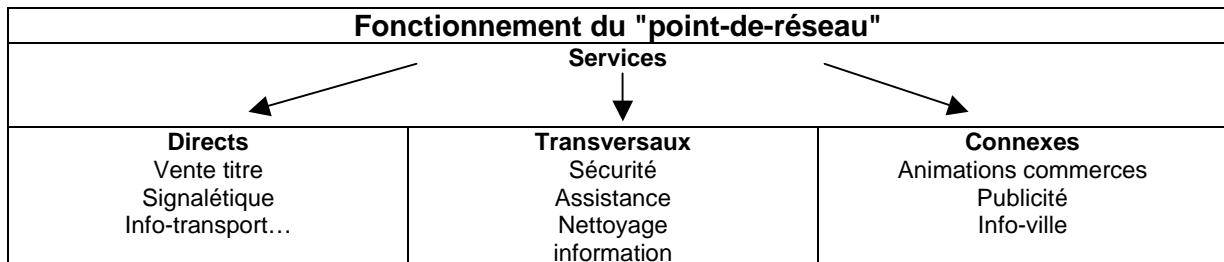 Fonctionnement du "point-de-réseau"
Services
Directs
Vente titre
Signalétique
Info-transport…
Transversaux
Sécurité
Assistance
Nettoyage
information
Connexes
Animations commerces
Publicité
Info-ville